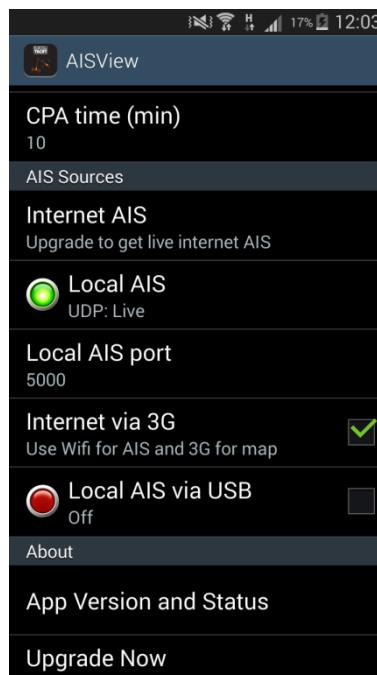 17% 12:03
AISView
CPA time (min)
10
AIS Sources
Internet AIS
Upgrade to get live internet AIS
Local AIS
UDP: Live
Local AIS port
5000
Internet via 3G
Use Wifi for AIS and 3G for map
Local AIS via USB
Off
About
App Version and Status
Upgrade Now